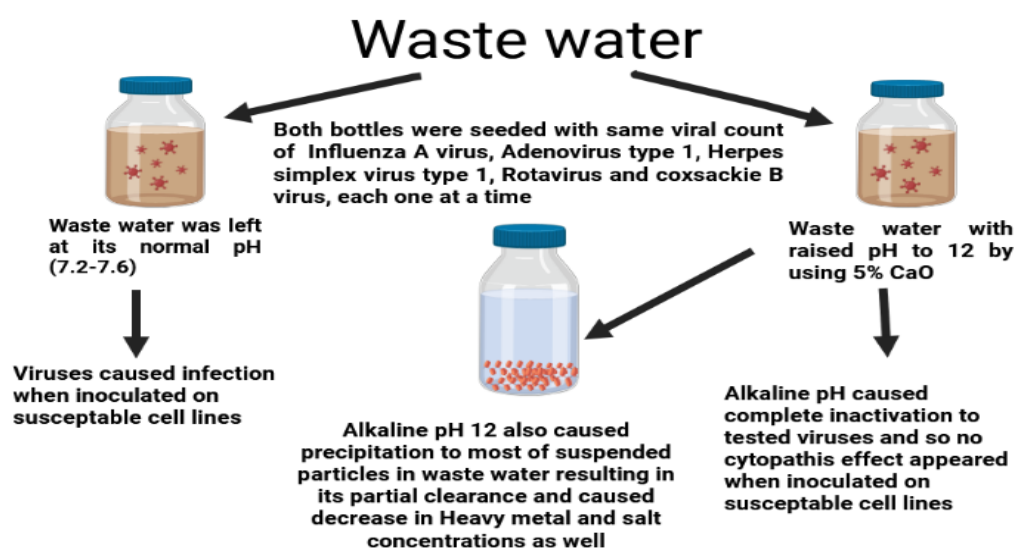 Waste water
Both bottles were seeded with same viral count
of Influenza A virus, Adenovirus type 1, Herpes
simplex virus type 1, Rotavirus and coxsackie B
virus, each one at a time
Waste water was left
at its normal pH
(7.2-7.6)
Waste water with
raised pH to 12 by
using 5% CaO
Viruses caused infection
when inoculated on
susceptable cell lines
Alkaline pH 12 also caused
precipitation to most of suspended
particles in waste water resulting in
its partial clearance and caused
decrease in Heavy metal and salt
concentrations as well
Alkaline pH caused
complete inactivation to
tested viruses and so no
cytopathis effect appeared
when inoculated on
susceptable cell lines